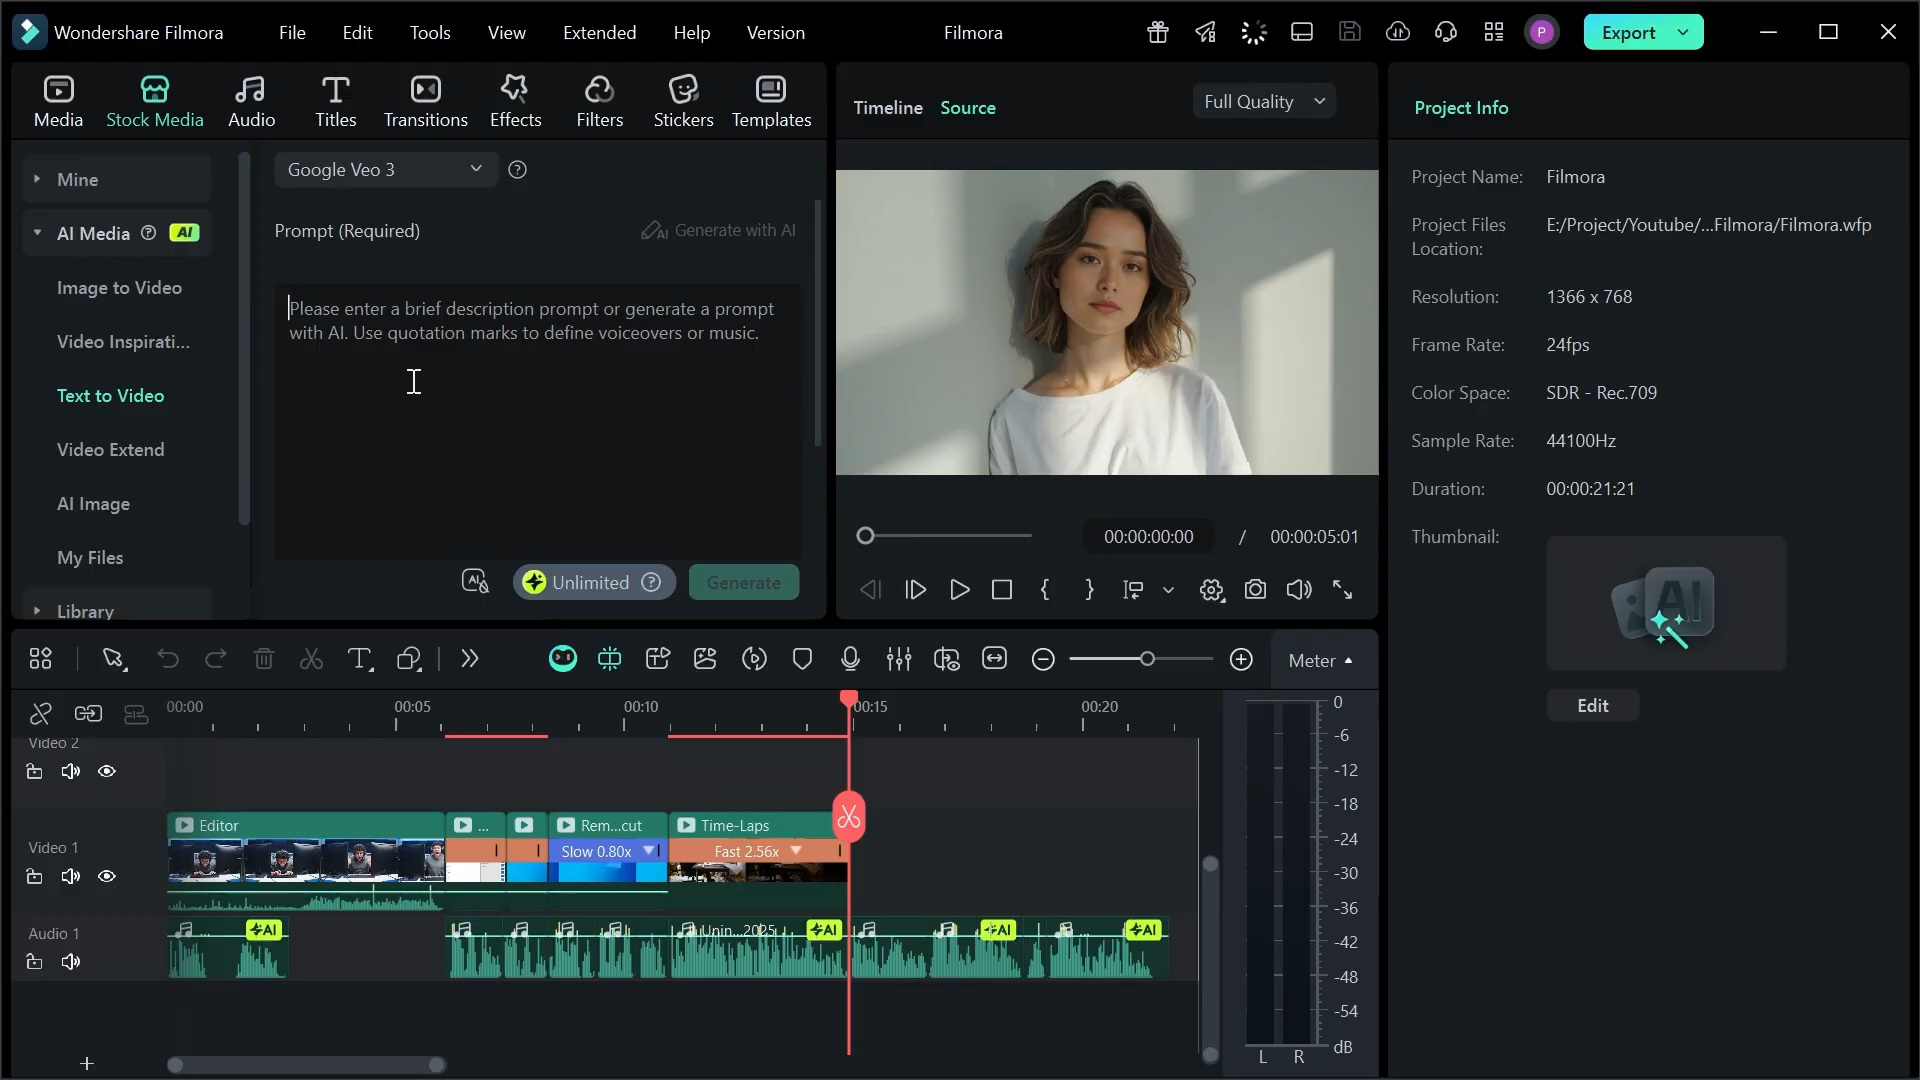 Wondershare Filmora
File
Edit
Tools
View
Extended
Help
Version
Filmora
P
Export
Media
Stock Media
Audio
Titles
Transitions
Effects
Filters
Stickers
Templates
Mine
AI Media
AI
Image to Video
Video Inspirati...
Text to Video
Video Extend
AI Image
My Files
Library
Google Veo 3
Prompt (Required)
Generate with AI
Please enter a brief description prompt or generate a prompt
with AI. Use quotation marks to define voiceovers or music.
Unlimited
Generate
Timeline
Source
Full Quality
00:00:00:00
/
00:00:05:01
Project Info
Project Name: Filmora
Project Files E:/Project/Youtube/...Filmora/Filmora.wfp
Location:
Resolution: 1366 x 768
Frame Rate: 24fps
Color Space: SDR - Rec.709
Sample Rate: 44100Hz
Duration: 00:00:21:21
Thumbnail:
AI
Edit
Meter
00:00
00:05
00:10
00:15
00:20
Video 2
Video 1
Editor
...
Rem...cut
Time-Laps
Slow 0.80x
Fast 2.56x
Audio 1
...
AI
Unin...2025
AI
AI
...
AI
0
-6
-12
-18
-24
-30
-36
-42
-48
-54
dB
L R